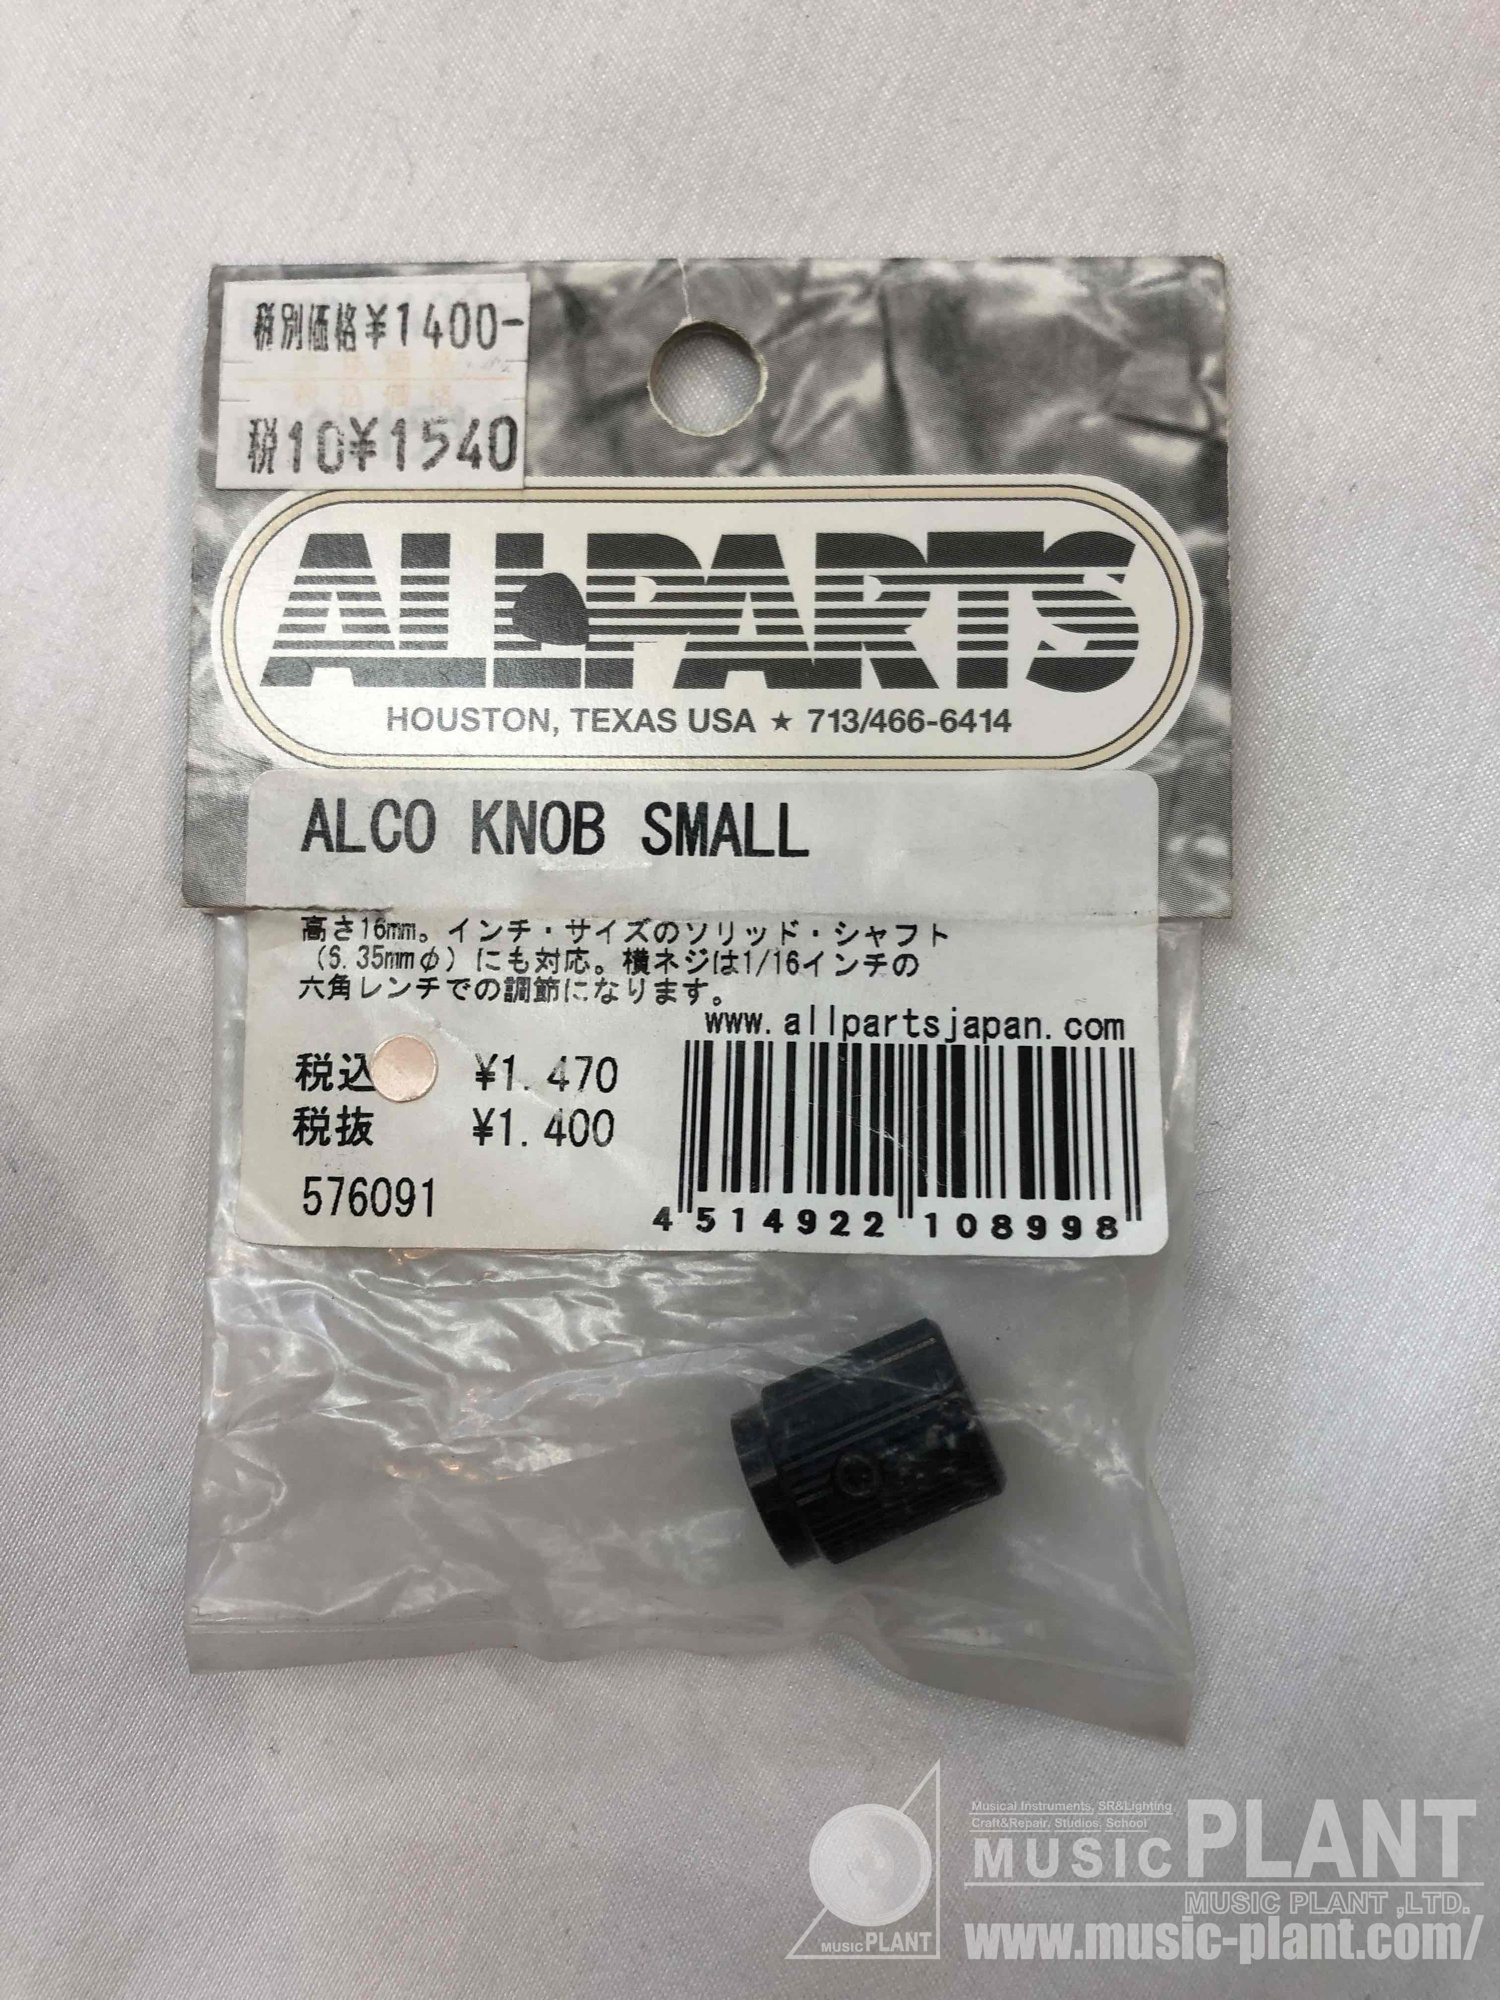 税別価格¥1400-
税10¥1540
ALLPARTS
HOUSTON, TEXAS USA ★ 713/466-6414
ALCO KNOB SMALL
高さ16mm。インチ・サイズのソリッド・シャフト
(6.35mmφ)にも対応。横ネジは1/16インチの
六角レンチでの調節になります。
www.allpartsjapan.com
税込 ¥1.470
税抜 ¥1.400
576091
4 514922 108998
Musical Instruments, SR&Lighting
Craft&Repair, Studios, School
MUSIC PLANT
MUSIC PLANT ,LTD.
MUSIC PLANT
www.music-plant.com/